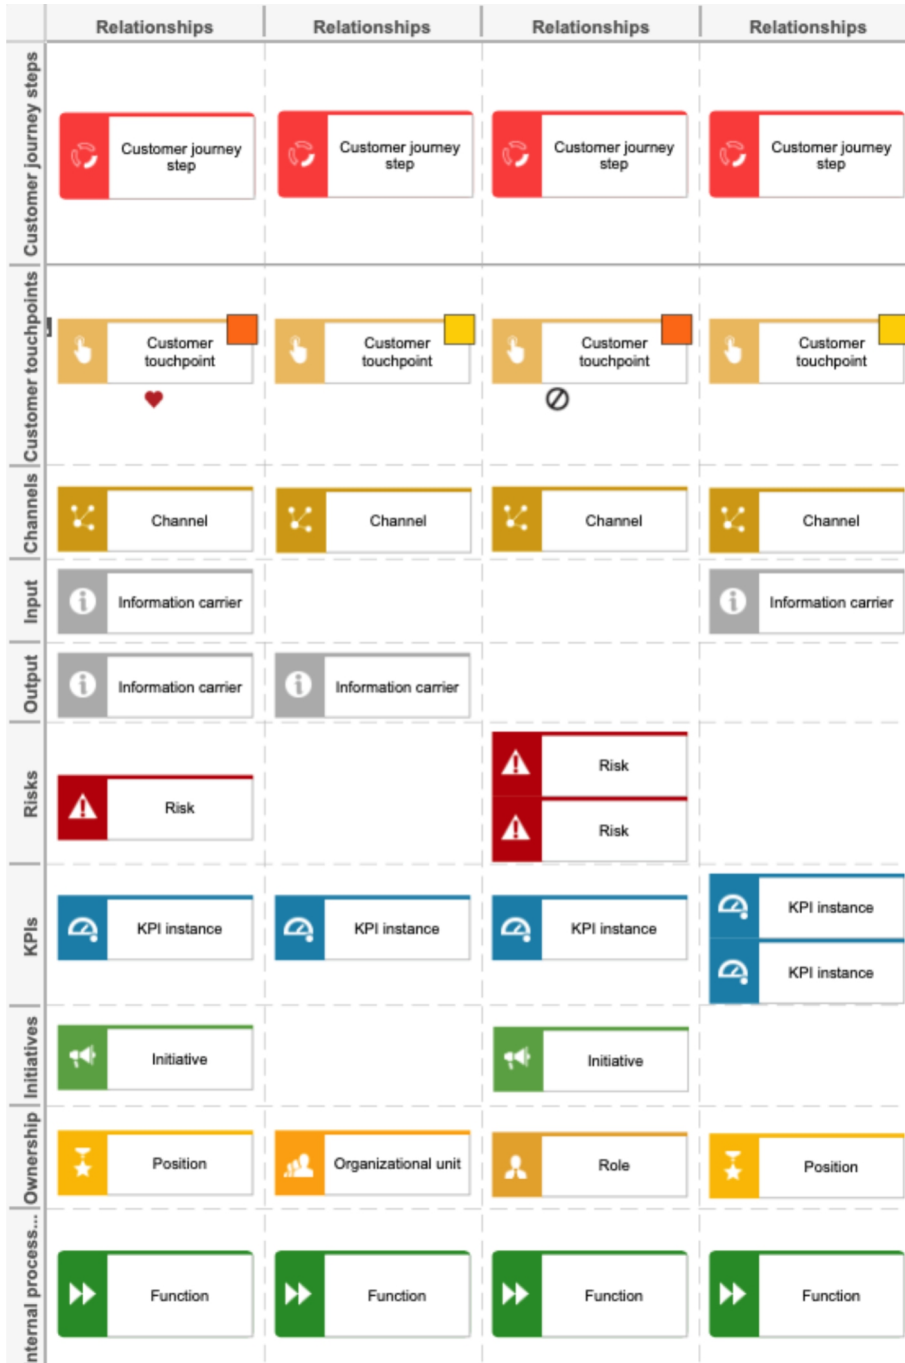 Relationships
Relationships
Relationships
Relationships
Customer journey steps
Customer journey
step
Customer journey
step
Customer journey
step
Customer journey
step
Customer touchpoints
Customer
touchpoint
Customer
touchpoint
Customer
touchpoint
Customer
touchpoint
Channels
Channel
Channel
Channel
Channel
Input
Information carrier
Information carrier
Output
Information carrier
Information carrier
Risks
Risk
Risk
Risk
KPIs
KPI instance
KPI instance
KPI instance
KPI instance
KPI instance
Initiatives
Initiative
Initiative
Ownership
Position
Organizational unit
Role
Position
nternal process...
Function
Function
Function
Function